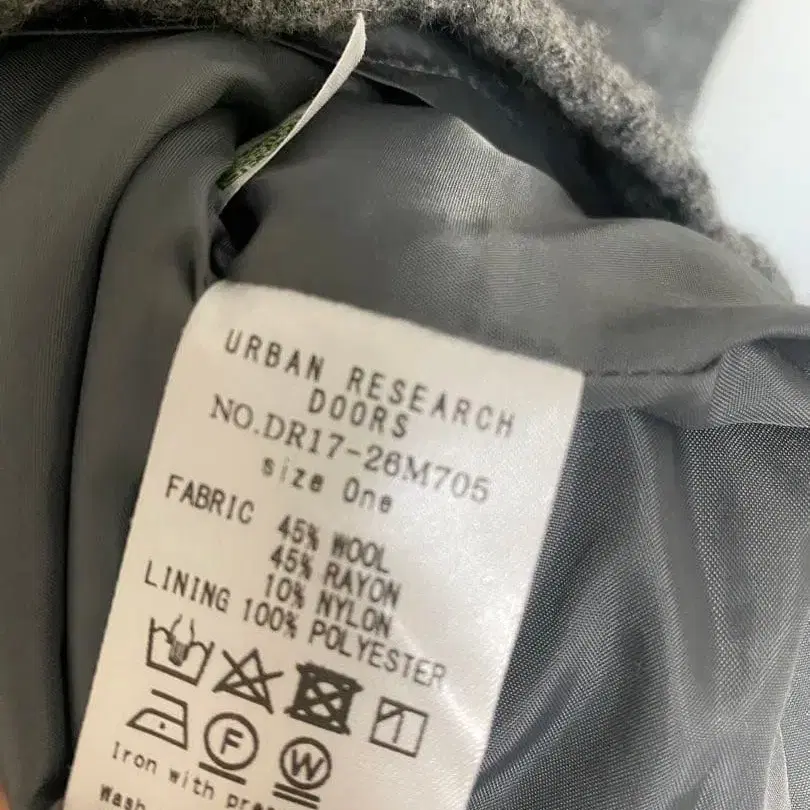 URBAN RESEARCH
DOORS
NO.DR17-26M705
size One
FABRIC 45% WOOL
45% RAYON
10% NYLON
LINING 100% POLYESTER
F W
Iron with
Wash